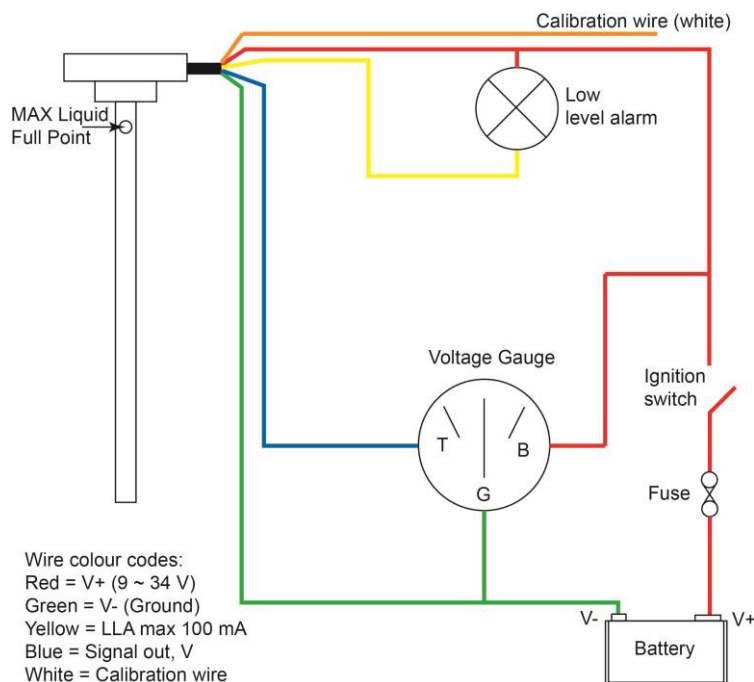 Calibration wire (white)
MAX Liquid
Full Point
Low
level alarm
Voltage Gauge
T
B
G
Ignition
switch
Fuse
Wire colour codes:
Red = V+ (9 ~ 34 V)
Green = V- (Ground)
Yellow = LLA max 100 mA
Blue = Signal out, V
White = Calibration wire
V-
V+
Battery